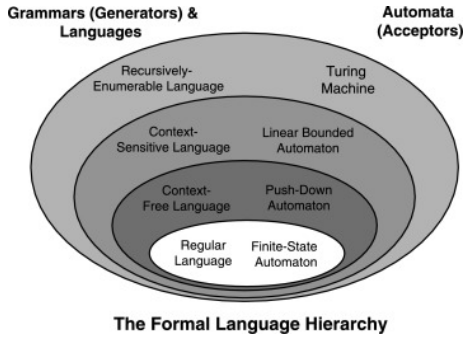 Grammars (Generators) &
Languages
Automata
(Acceptors)
Recursively-
Enumerable Language
Turing
Machine
Context-
Sensitive Language
Linear Bounded
Automaton
Context-
Free Language
Push-Down
Automaton
Regular
Language
Finite-State
Automaton
The Formal Language Hierarchy